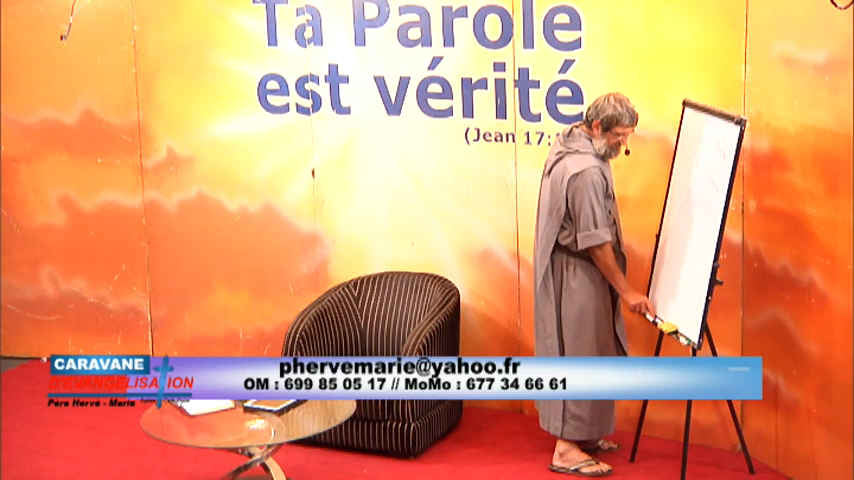 Ta Parole
est vérité
(Jean 17:
CARAVANE
D'EVANGELISATION
Père Hervé - Marie
phervemarie@yahoo.fr
OM : 699 85 05 17 // MoMo : 677 34 66 61